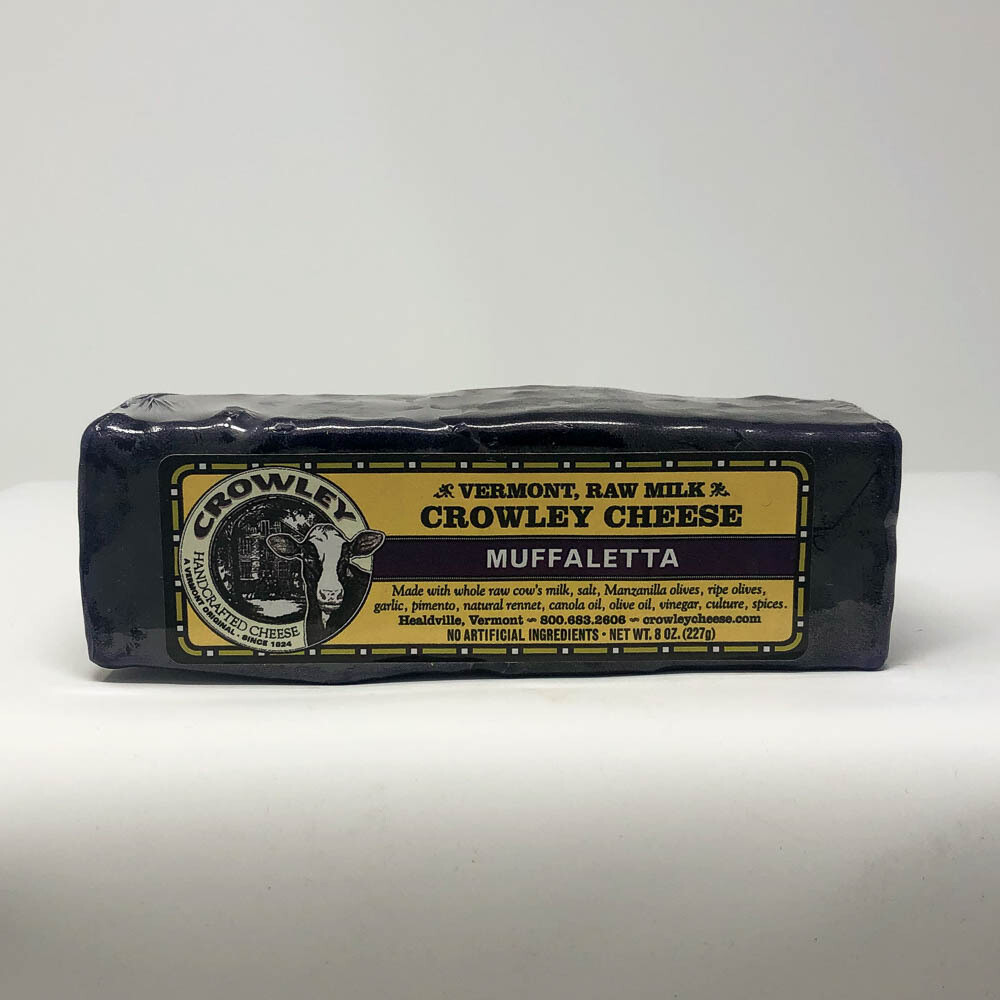 CROWLEY
HANDCRAFTED CHEESE
A VERMONT ORIGINAL · SINCE 1824
VERMONT, RAW MILK
CROWLEY CHEESE
MUFFALETTA
Made with whole raw cow's milk, salt, Manzanilla olives, ripe olives,
garlic, pimento, natural rennet, canola oil, olive oil, vinegar, culture, spices.
Healdville, Vermont ~ 800.683.2606 ~ crowleycheese.com
NO ARTIFICIAL INGREDIENTS • NET WT. 8 OZ. (227g)